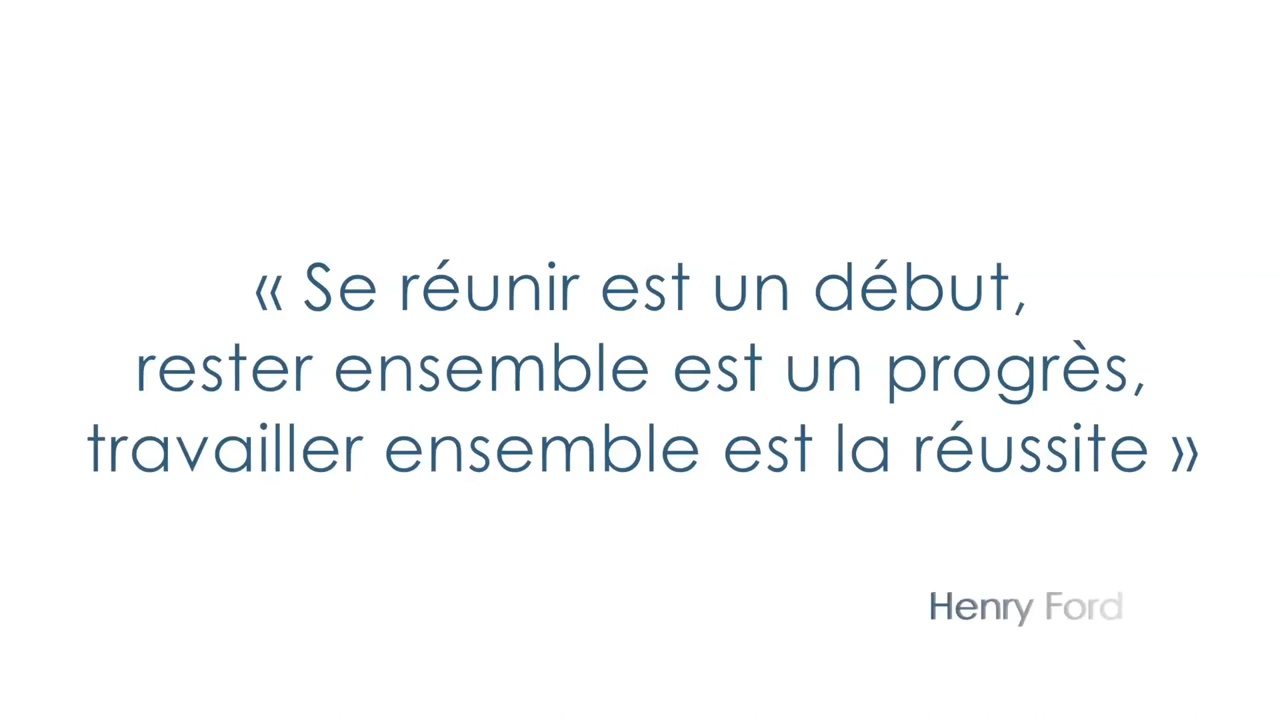 « Se réunir est un début,
rester ensemble est un progrès,
travailler ensemble est la réussite »
Henry Ford